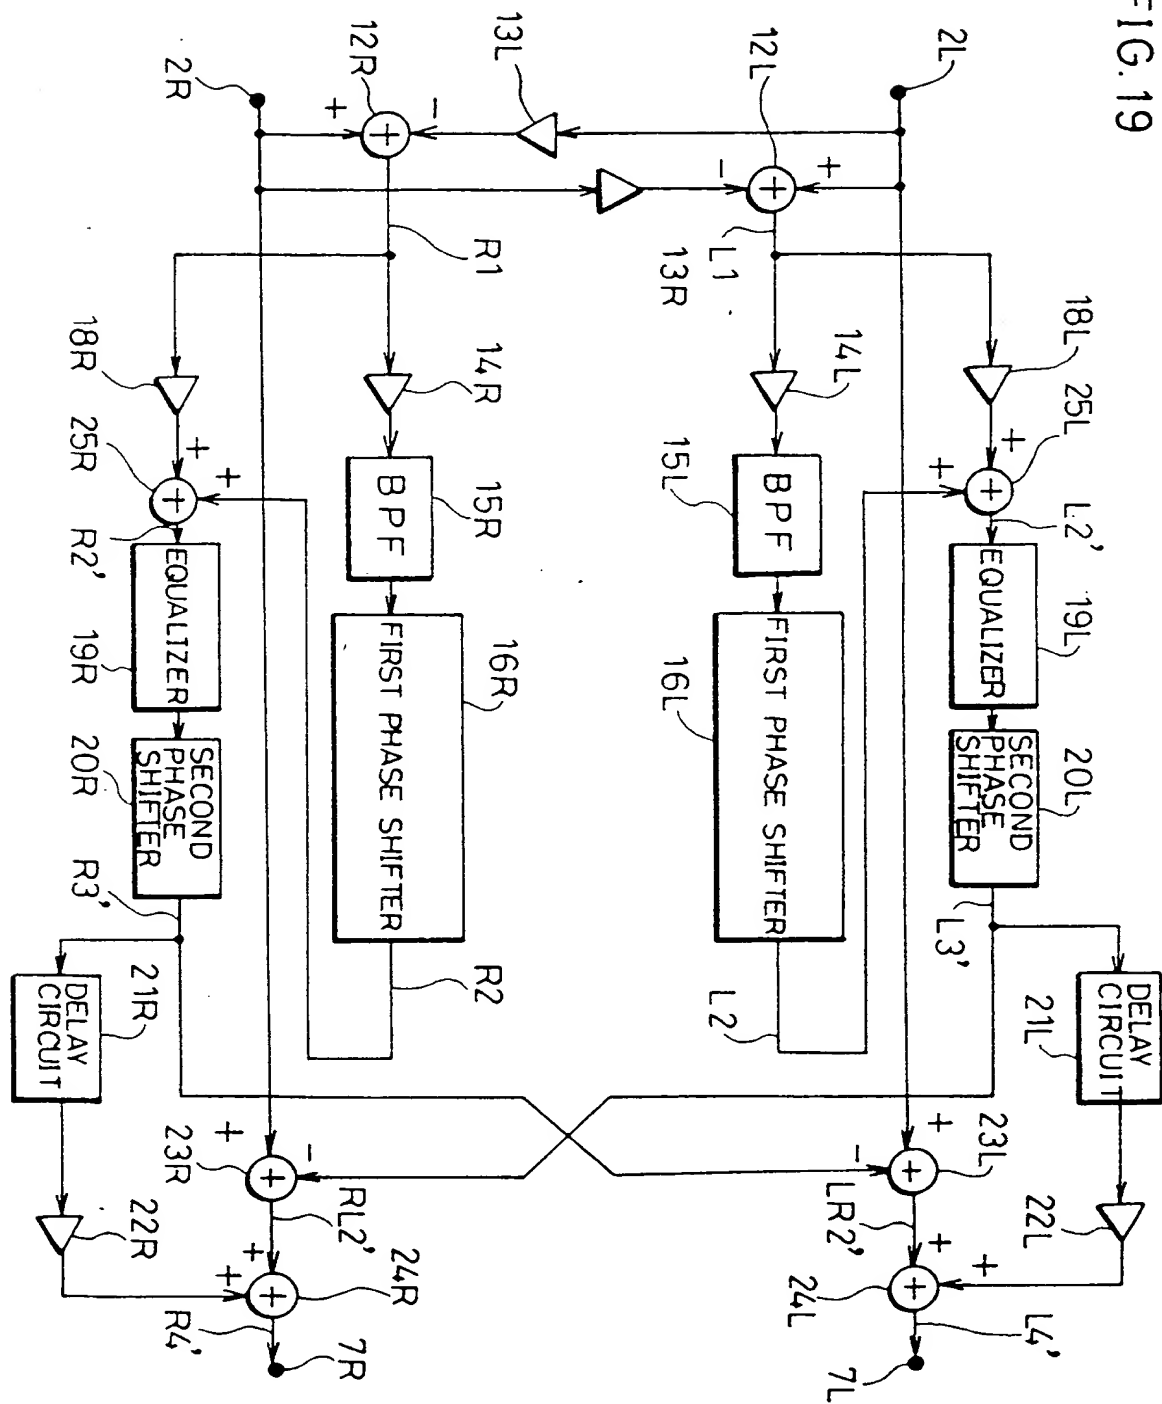 FIG. 19
DELAY
CIRCUIT
21L
22L
18L
25L
L2'
19L
20L
+
+
EQUALIZER
SECOND
PHASE
SHIFTER
L3'
+
L4'
2L
+
23L
+
+
-
LR2'
24L
7L
12L
+
+
-
L1
13R
14L
15L
BPF
16L
FIRST PHASE SHIFTER
L2
13L
12R
-
+
+
R1
14R
15R
BPF
16R
FIRST PHASE SHIFTER
R2
2R
-
+
+
23R
RL2'
+
+
+
24R
R4'
7R
18R
25R
+
+
+
R2'
EQUALIZER
19R
SECOND
PHASE
SHIFTER
20R
R3'
DELAY
CIRCUIT
21R
22R